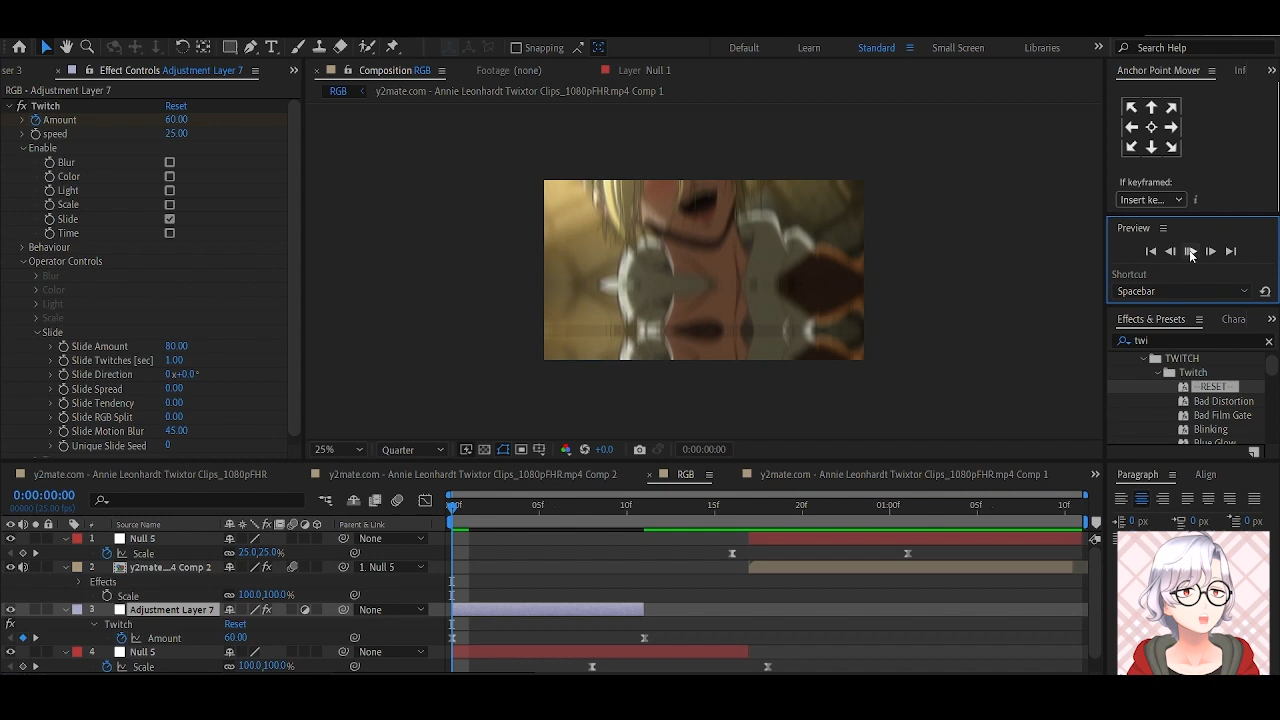 Snapping
Default
Learn
Standard
Small Screen
Libraries
Search Help
ser 3
Effect Controls Adjustment Layer 7
Composition RGB
Footage (none)
Layer Null 1
Anchor Point Mover
Inf
RGB - Adjustment Layer 7
RGB
y2mate.com - Annie Leonhardt Twixtor Clips_1080pFHR.mp4 Comp 1
fx Twitch Reset
Amount 60.00
speed 25.00
Enable
Blur
Color
Light
Scale
Slide
Time
Behaviour
Operator Controls
Blur
Color
Light
Scale
Slide
Slide Amount 80.00
Slide Twitches [sec] 1.00
Slide Direction 0x+0.0°
Slide Spread 0.00
Slide Tendency 0.00
Slide RGB Split 0.00
Slide Motion Blur 45.00
Unique Slide Seed 0
If keyframed:
Insert ke...
Preview
Shortcut
Spacebar
Effects & Presets
Chara
twi
TWITCH
Twitch
--RESET--
Bad Distortion
Bad Film Gate
Blinking
Blue Glow
25%
Quarter
+0.0
0:00:00:00
y2mate.com - Annie Leonhardt Twixtor Clips_1080pFHR
y2mate.com - Annie Leonhardt Twixtor Clips_1080pFHR.mp4 Comp 2
RGB
y2mate.com - Annie Leonhardt Twixtor Clips_1080pFHR.mp4 Comp 1
Paragraph
Align
0:00:00:00
00000 (25.00 fps)
05f
10f
15f
20f
01:00f
05f
10f
0 px
0 px
0 px
# Source Name fx Parent & Link
1 Null 5 None
Scale 25.0,25.0%
2 y2mate....4 Comp 2 fx 1. Null 5
Effects
Scale 100.0,100.0%
3 Adjustment Layer 7 fx None
fx Twitch Reset
Amount 60.00
4 Null 5 None
Scale 100.0,100.0%